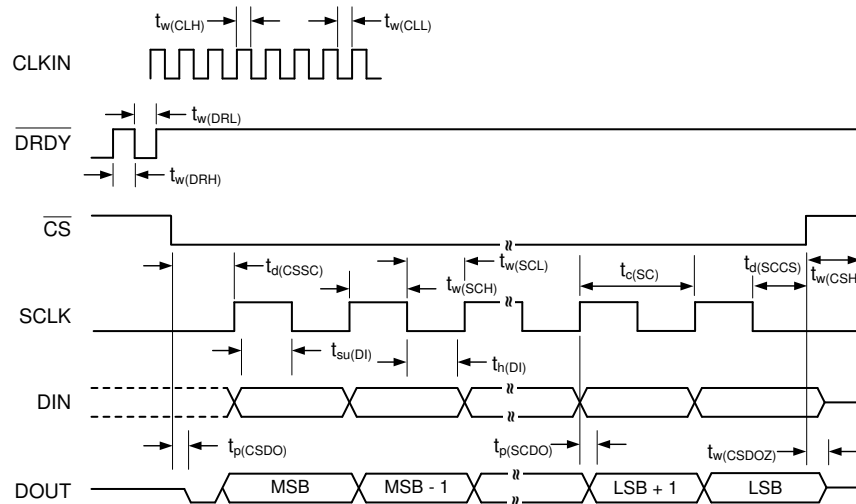 tw(CLH)
tw(CLL)
CLKIN
tw(DRL)
DRDY
tw(DRH)
CS
td(CSSC)
tw(SCL)
tw(SCH)
tc(SC)
td(SCCS)
tw(CSH)
SCLK
tsu(DI)
th(DI)
DIN
tp(CSDO)
tp(SCDO)
tw(CSDOZ)
DOUT
MSB
MSB - 1
LSB + 1
LSB